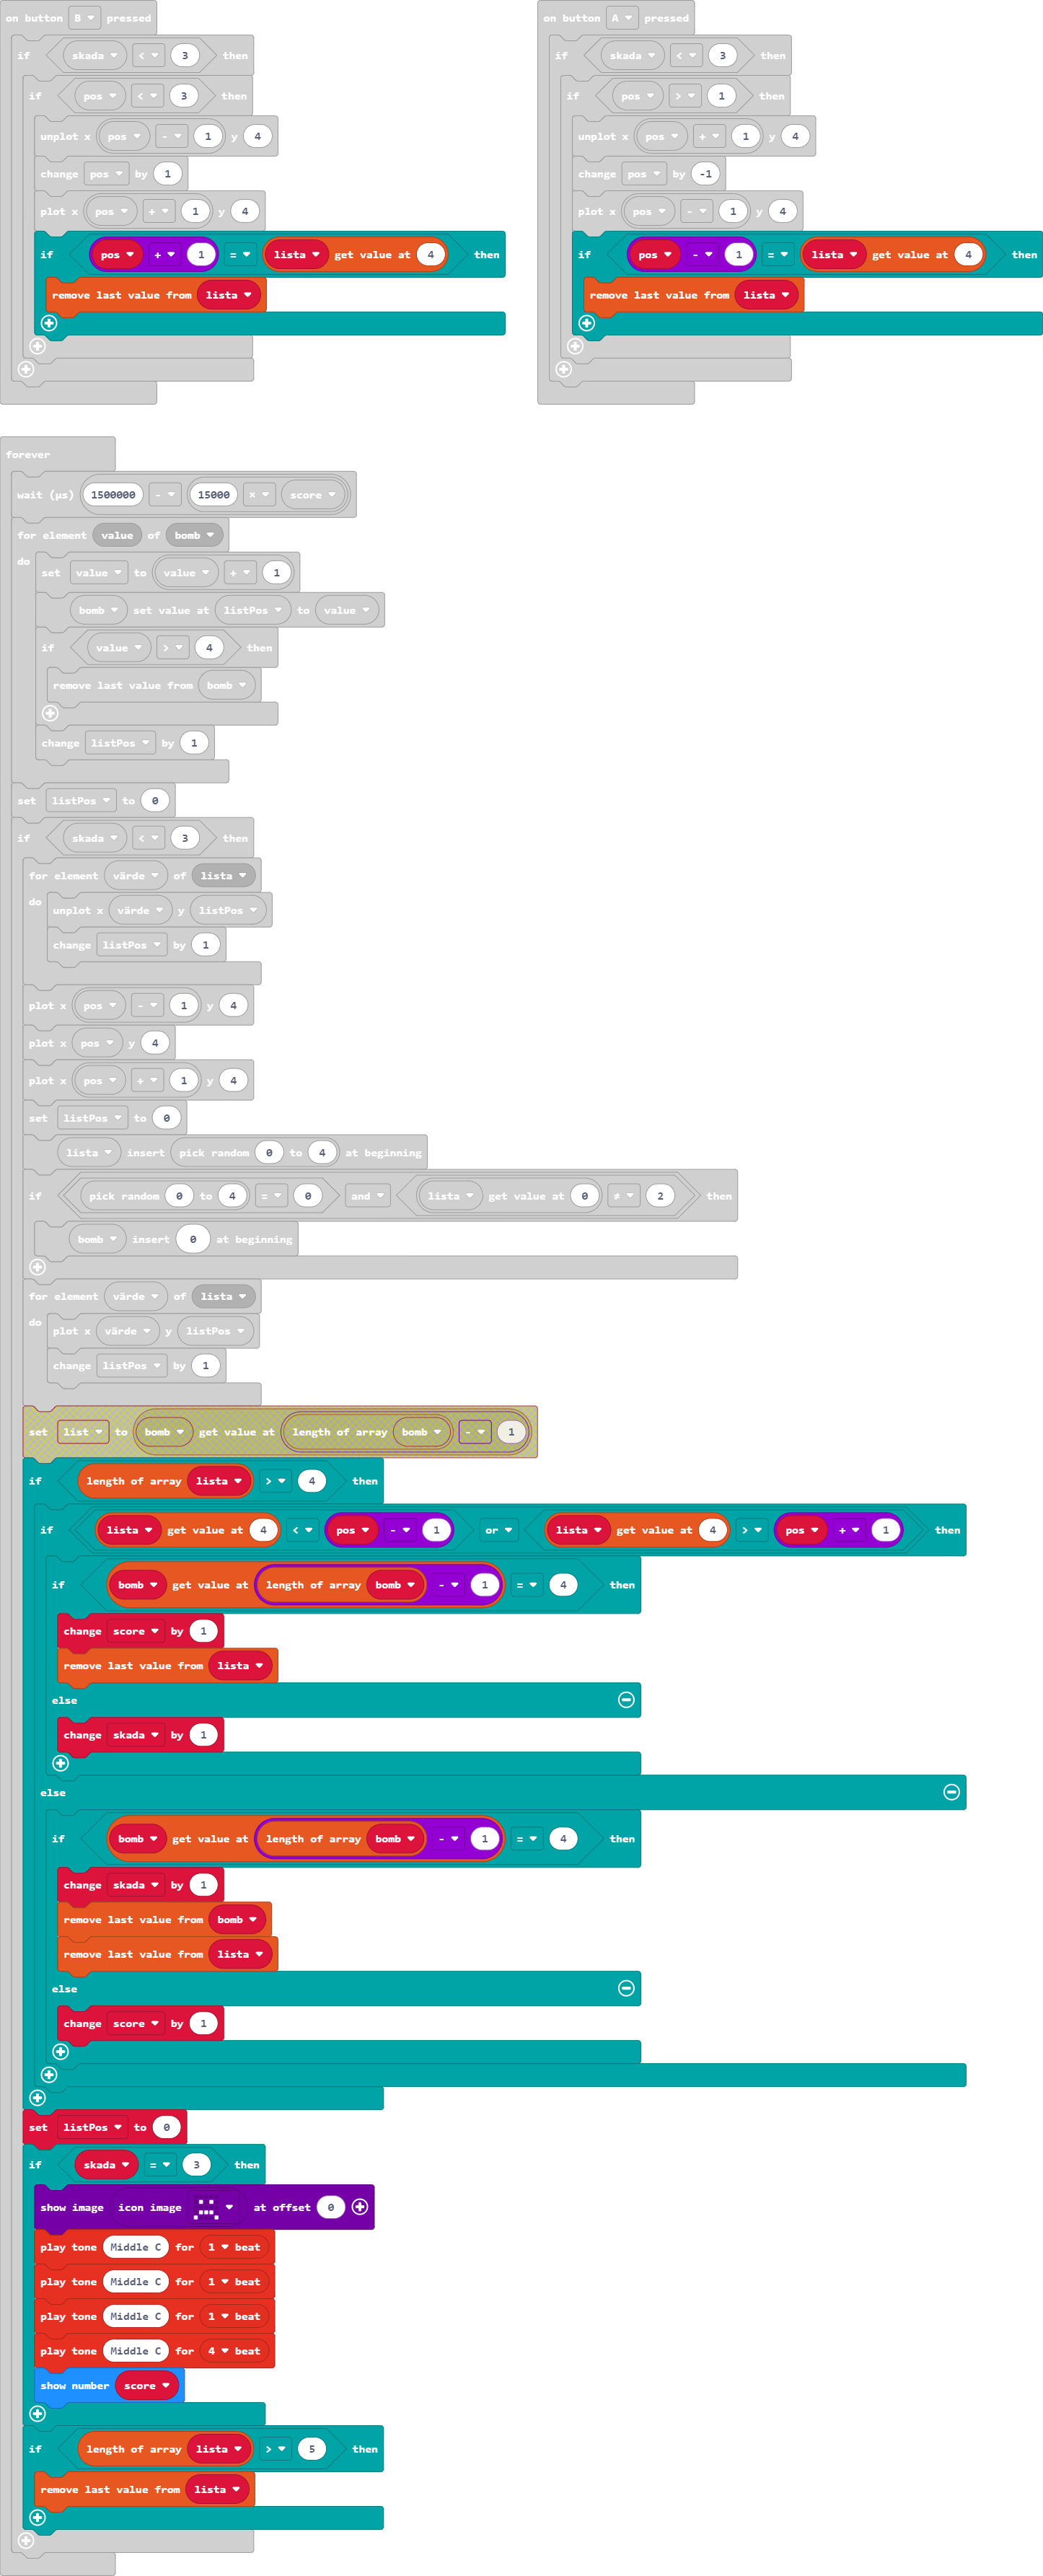 on button B pressed
if skada < 3 then
if pos < 3 then
unplot x pos - 1 y 4
change pos by 1
plot x pos + 1 y 4
if pos + 1 = lista get value at 4 then
remove last value from lista
on button A pressed
if skada < 3 then
if pos > 1 then
unplot x pos + 1 y 4
change pos by -1
plot x pos - 1 y 4
if pos - 1 = lista get value at 4 then
remove last value from lista
forever
wait (µs) 1500000 - 15000 × score
for element value of bomb
do
set value to value + 1
bomb set value at listPos to value
if value > 4 then
remove last value from bomb
change listPos by 1
set listPos to 0
if skada < 3 then
for element värde of lista
do
unplot x värde y listPos
change listPos by 1
plot x pos - 1 y 4
plot x pos y 4
plot x pos + 1 y 4
set listPos to 0
lista insert pick random 0 to 4 at beginning
if pick random 0 to 4 = 0 and lista get value at 0 ≠ 2 then
bomb insert 0 at beginning
for element värde of lista
do
plot x värde y listPos
change listPos by 1
set list to bomb get value at length of array bomb - 1
if length of array lista > 4 then
if lista get value at 4 < pos - 1 or lista get value at 4 > pos + 1 then
if bomb get value at length of array bomb - 1 = 4 then
change score by 1
remove last value from lista
else
change skada by 1
else
if bomb get value at length of array bomb - 1 = 4 then
change skada by 1
remove last value from bomb
remove last value from lista
else
change score by 1
set listPos to 0
if skada = 3 then
show image icon image at offset 0
play tone Middle C for 1 beat
play tone Middle C for 1 beat
play tone Middle C for 1 beat
play tone Middle C for 4 beat
show number score
if length of array lista > 5 then
remove last value from lista